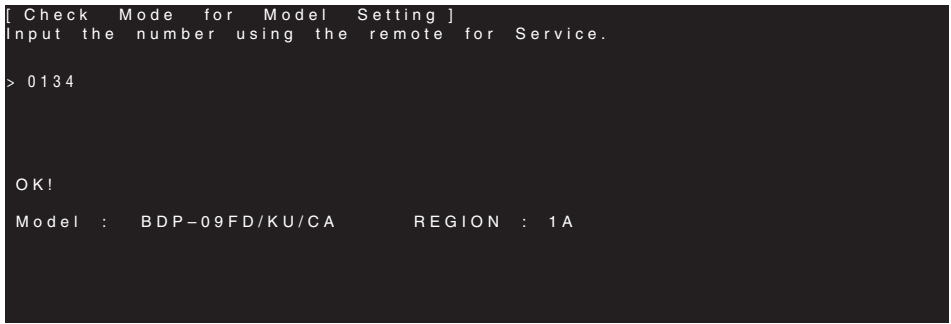 [ Check Mode for Model Setting ]
Input the number using the remote for Service.
> 0134
OK!
Model : BDP–09FD/KU/CA REGION : 1A